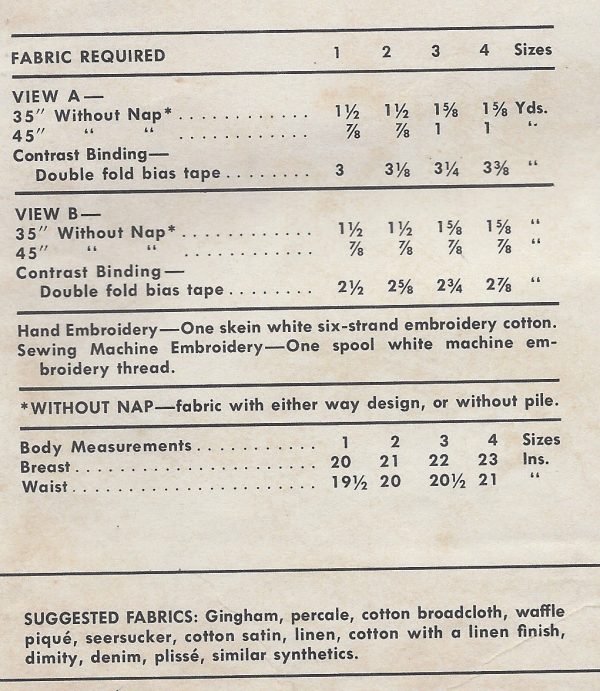 FABRIC REQUIRED 1 2 3 4 Sizes
VIEW A—
35″ Without Nap* . . . . . . . . . . . . 1½ 1½ 1⅝ 1⅝ Yds.
45″ “ “ . . . . . . . . . . . . ⅞ ⅞ 1 1 “
Contrast Binding—
Double fold bias tape . . . . . . . . 3 3⅛ 3¼ 3⅜ “
VIEW B—
35″ Without Nap* . . . . . . . . . . . . 1½ 1½ 1⅝ 1⅝ “
45″ “ “ . . . . . . . . . . . . ⅞ ⅞ ⅞ ⅞ “
Contrast Binding—
Double fold bias tape . . . . . . . . 2½ 2⅝ 2¾ 2⅞ “
Hand Embroidery—One skein white six-strand embroidery cotton.
Sewing Machine Embroidery—One spool white machine em-
broidery thread.
*WITHOUT NAP—fabric with either way design, or without pile.
Body Measurements . . . . . . . . . . . 1 2 3 4 Sizes
Breast . . . . . . . . . . . . . . . . . . . . . . . 20 21 22 23 Ins.
Waist . . . . . . . . . . . . . . . . . . . . . . . 19½ 20 20½ 21 “
SUGGESTED FABRICS: Gingham, percale, cotton broadcloth, waffle
piqué, seersucker, cotton satin, linen, cotton with a linen finish,
dimity, denim, plissé, similar synthetics.